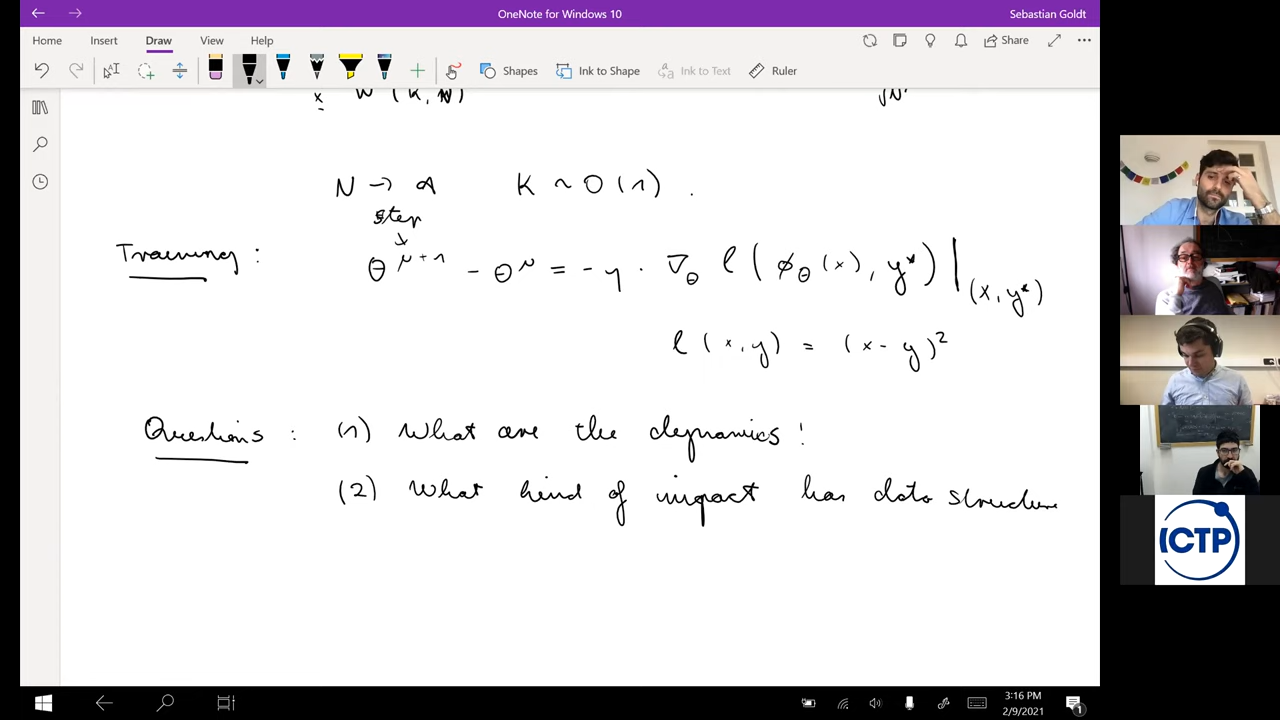 OneNote for Windows 10
Sebastian Goldt
Home Insert Draw View Help
Share
Shapes Ink to Shape Ink to Text Ruler
x W (K, N)
√N
N → ∞ K ~ O(1) .
step
Training : θ^{μ+1} - θ^μ = - η · ∇_θ ℓ ( ϕ_θ (x), y* ) |_{(x, y*)}
ℓ (x, y) = (x - y)²
Questions : (1) What are the dynamics !
(2) What kind of impact has data structure
ICTP
3:16 PM
2/9/2021
1